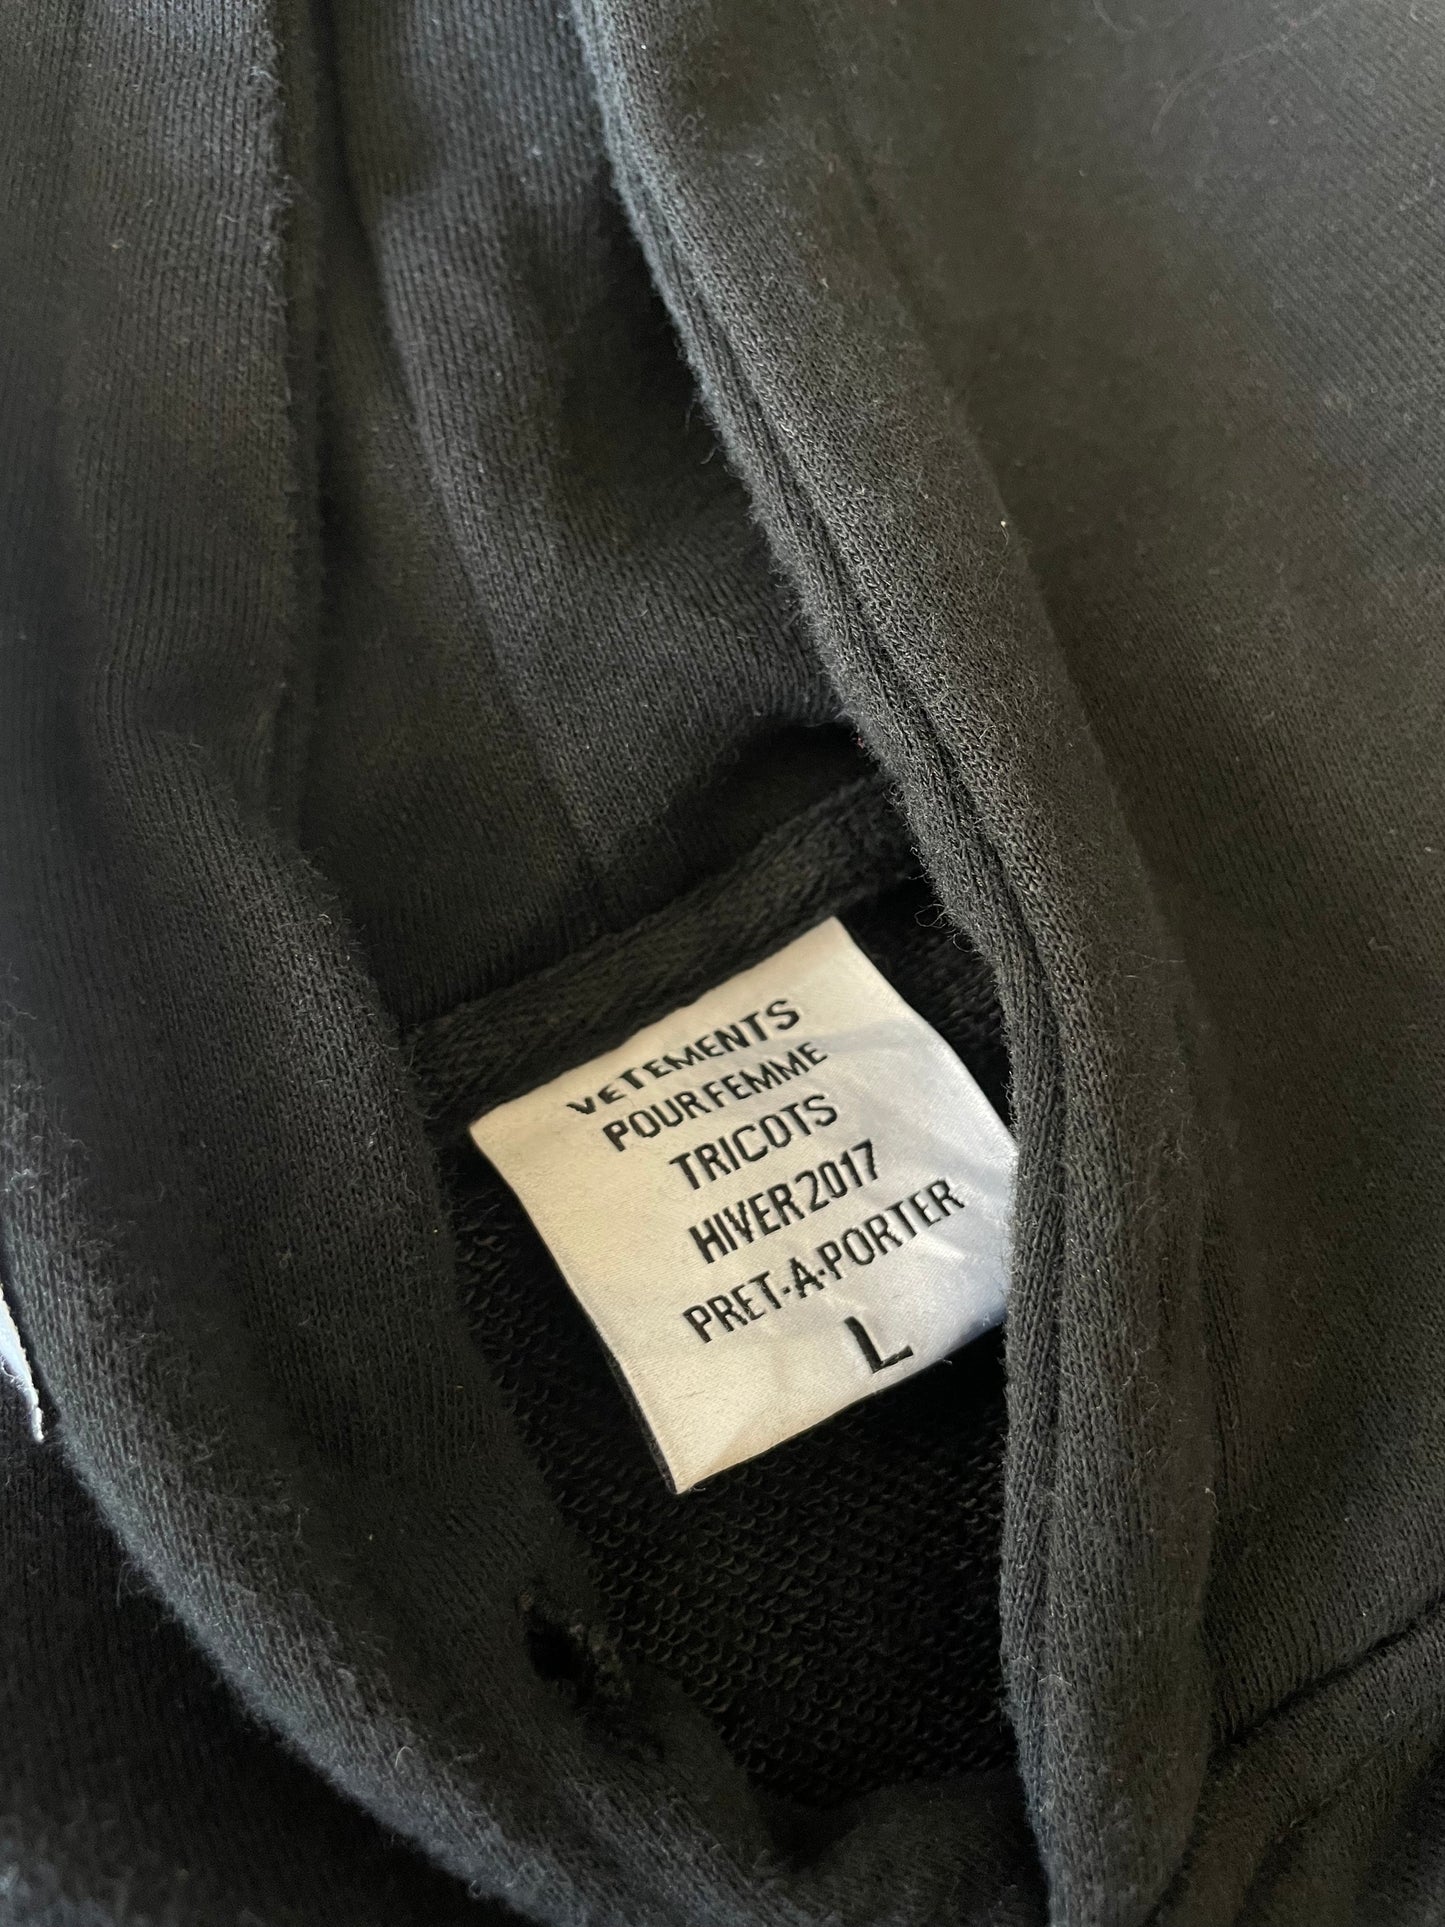 VETEMENTS
POUR FEMME
TRICOTS
HIVER 2017
PRET-A-PORTER
L